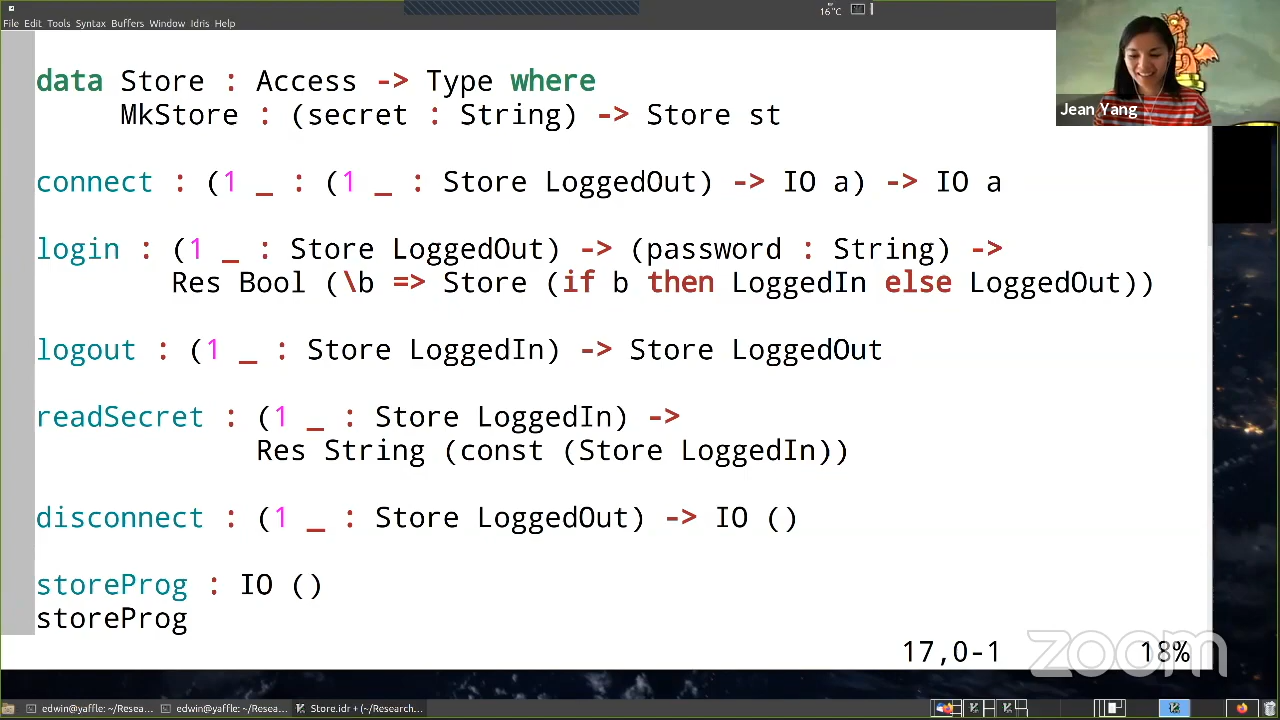 16°C
File Edit Tools Syntax Buffers Window Idris Help
data Store : Access -> Type where
MkStore : (secret : String) -> Store st
Jean Yang
connect : (1 _ : (1 _ : Store LoggedOut) -> IO a) -> IO a
login : (1 _ : Store LoggedOut) -> (password : String) ->
Res Bool (\b => Store (if b then LoggedIn else LoggedOut))
logout : (1 _ : Store LoggedIn) -> Store LoggedOut
readSecret : (1 _ : Store LoggedIn) ->
Res String (const (Store LoggedIn))
disconnect : (1 _ : Store LoggedOut) -> IO ()
storeProg : IO ()
storeProg
17,0-1 18%
zoom
edwin@yaffle: ~/Resea... edwin@yaffle: ~/Resea... Store.idr + (~/Research...